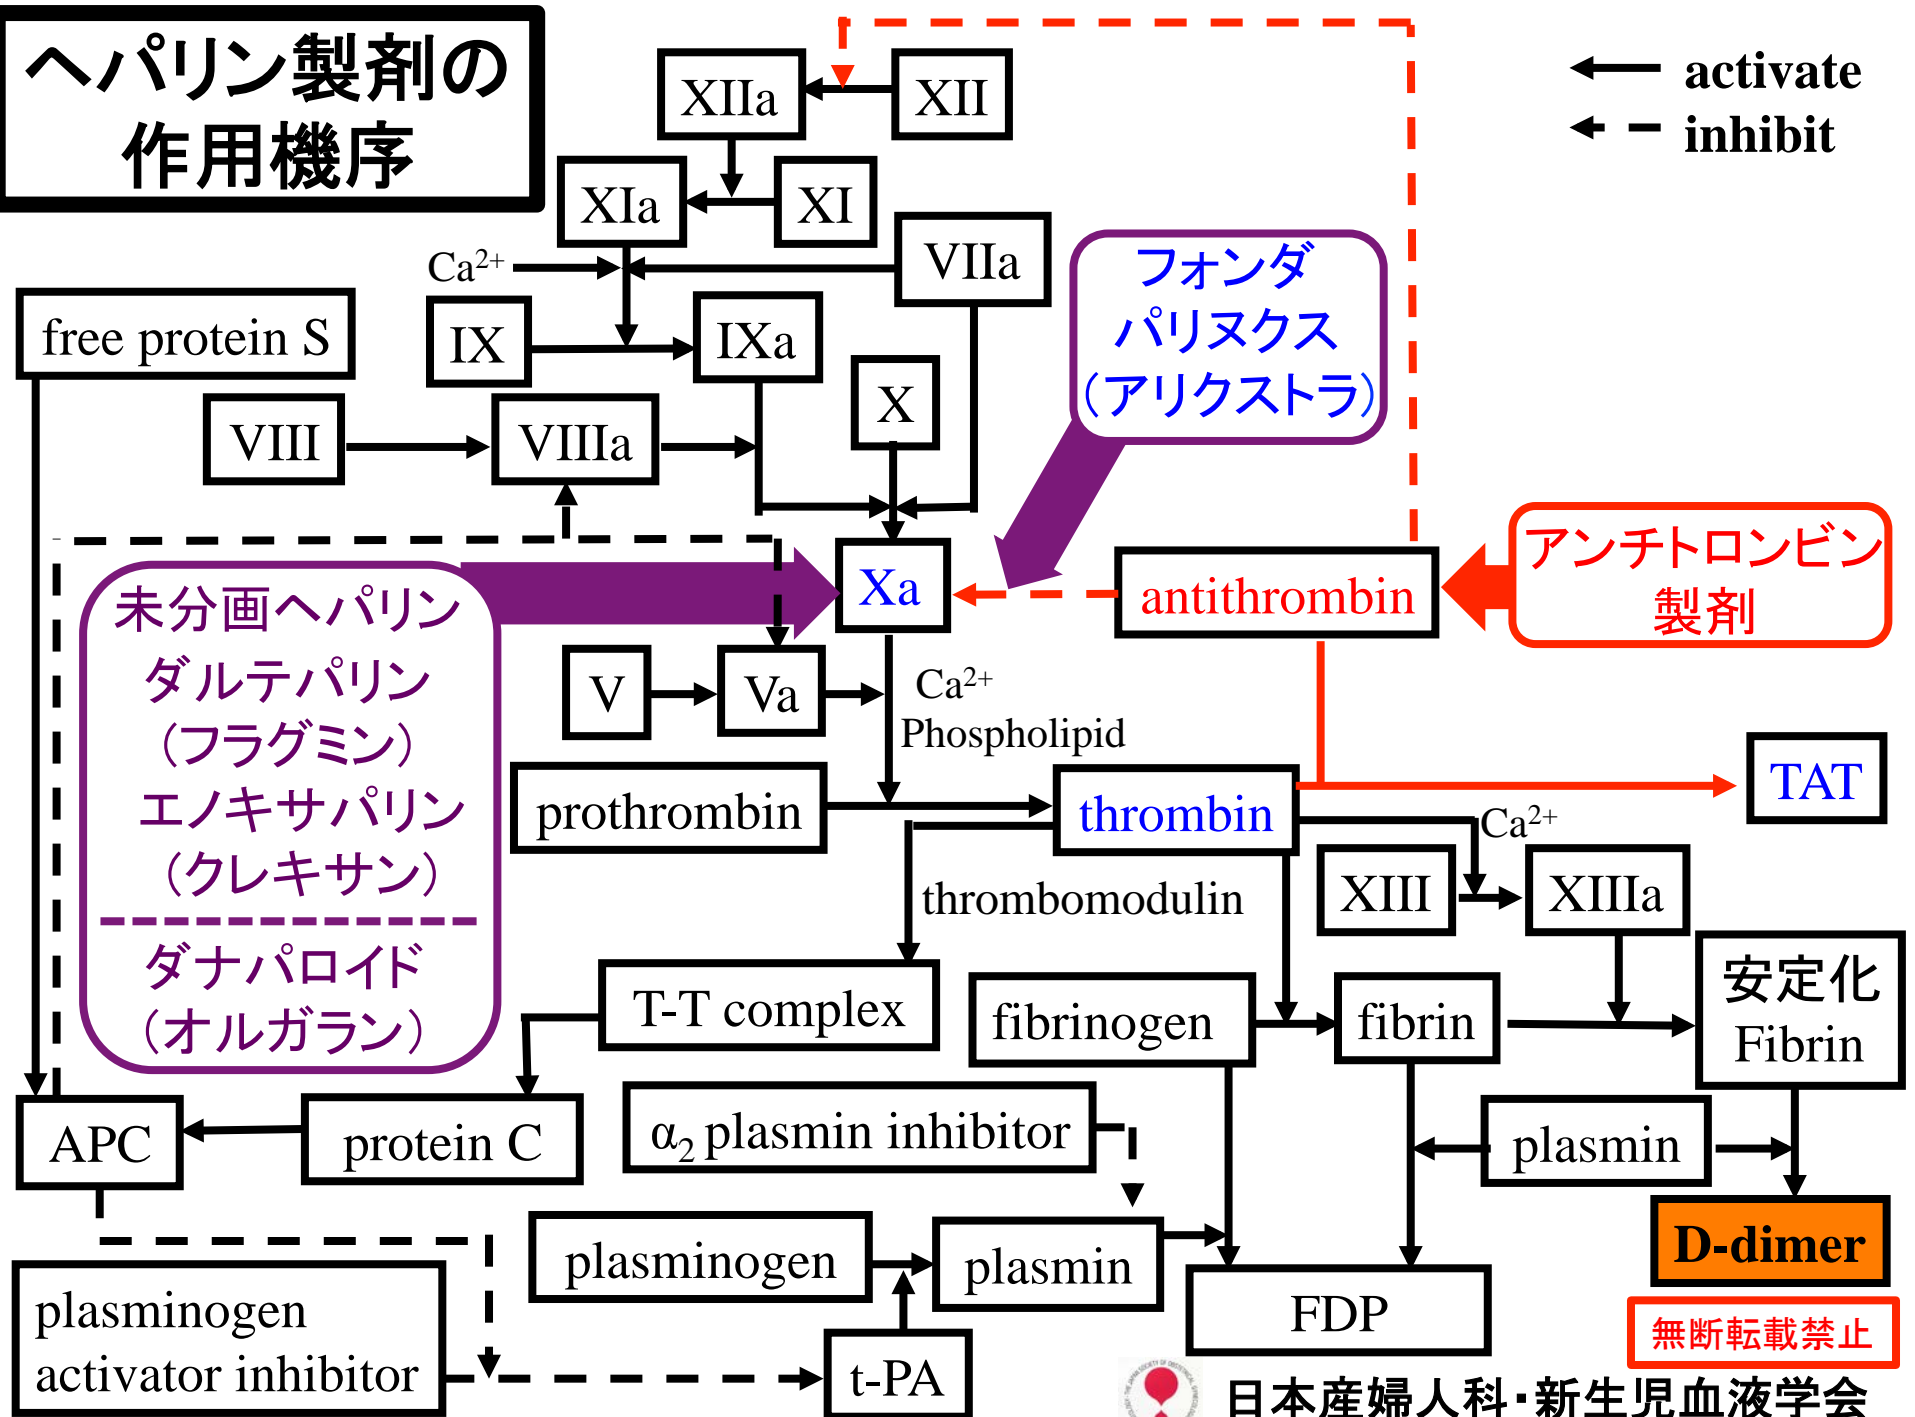 ヘパリン製剤の
作用機序
activate
inhibit
XIIa
XII
XIa
XI
Ca2+
VIIa
フォンダ
パリヌクス
（アリクストラ）
free protein S
IX
IXa
X
VIII
VIIIa
未分画ヘパリン
ダルテパリン
（フラグミン）
エノキサパリン
（クレキサン）
ダナパロイド
（オルガラン）
Xa
antithrombin
アンチトロンビン
製剤
V
Va
Ca2+
Phospholipid
TAT
prothrombin
thrombin
Ca2+
thrombomodulin
XIII
XIIIa
T-T complex
fibrinogen
fibrin
安定化
Fibrin
APC
protein C
α2 plasmin inhibitor
plasmin
plasminogen
plasmin
D-dimer
FDP
plasminogen
activator inhibitor
t-PA
無断転載禁止
日本産婦人科・新生児血液学会